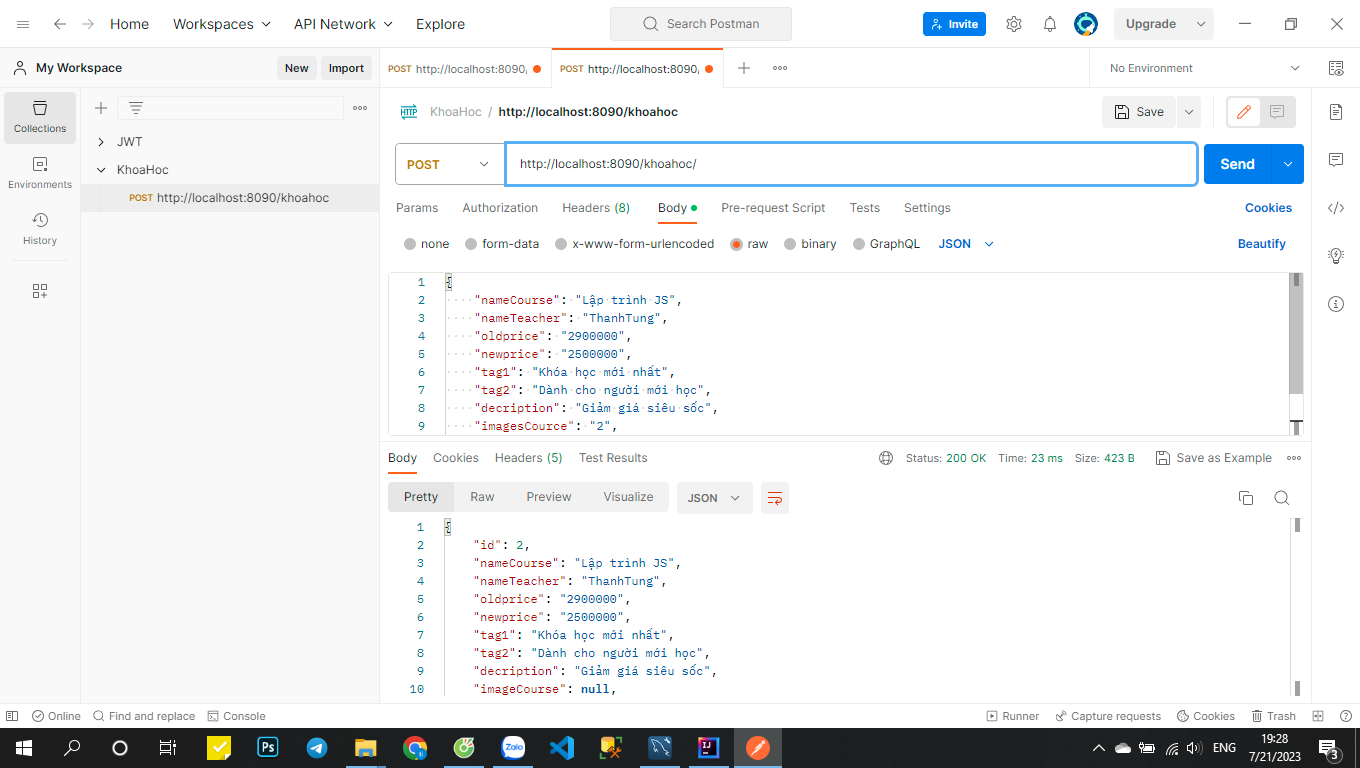 Home Workspaces API Network Explore Search Postman Invite Upgrade
My Workspace New Import POST http://localhost:8090/ POST http://localhost:8090/ No Environment
KhoaHoc / http://localhost:8090/khoahoc Save
Collections
JWT
KhoaHoc
POST http://localhost:8090/khoahoc
Environments
History
POST http://localhost:8090/khoahoc/ Send
Params Authorization Headers (8) Body Pre-request Script Tests Settings Cookies
none form-data x-www-form-urlencoded raw binary GraphQL JSON Beautify
1 {
2 "nameCourse": "Lập trình JS",
3 "nameTeacher": "ThanhTung",
4 "oldprice": "2900000",
5 "newprice": "2500000",
6 "tag1": "Khóa học mới nhất",
7 "tag2": "Dành cho người mới học",
8 "decription": "Giảm giá siêu sốc",
9 "imagesCource": "2",
Body Cookies Headers (5) Test Results Status: 200 OK Time: 23 ms Size: 423 B Save as Example
Pretty Raw Preview Visualize JSON
1 {
2 "id": 2,
3 "nameCourse": "Lập trình JS",
4 "nameTeacher": "ThanhTung",
5 "oldprice": "2900000",
6 "newprice": "2500000",
7 "tag1": "Khóa học mới nhất",
8 "tag2": "Dành cho người mới học",
9 "decription": "Giảm giá siêu sốc",
10 "imageCourse": null,
Online Find and replace Console Runner Capture requests Cookies Trash
Ps Zalo IJ ENG 19:28
7/21/2023 3